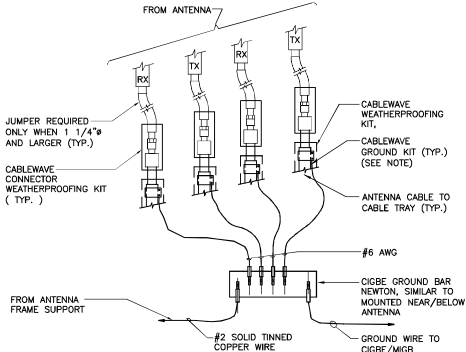 FROM ANTENNA
TX
RX
TX
RX
JUMPER REQUIRED
ONLY WHEN 1 1/4"ø
AND LARGER (TYP.)
CABLEWAVE
CONNECTOR
WEATHERPROOFING KIT
( TYP. )
CABLEWAVE
WEATHERPROOFING
KIT,
CABLEWAVE
GROUND KIT (TYP.)
(SEE NOTE)
ANTENNA CABLE TO
CABLE TRAY (TYP.)
#6 AWG
CIGBE GROUND BAR
NEWTON, SIMILAR TO
MOUNTED NEAR/BELOW
ANTENNA
FROM ANTENNA
FRAME SUPPORT
#2 SOLID TINNED
COPPER WIRE
GROUND WIRE TO
CIGBE/MIGB